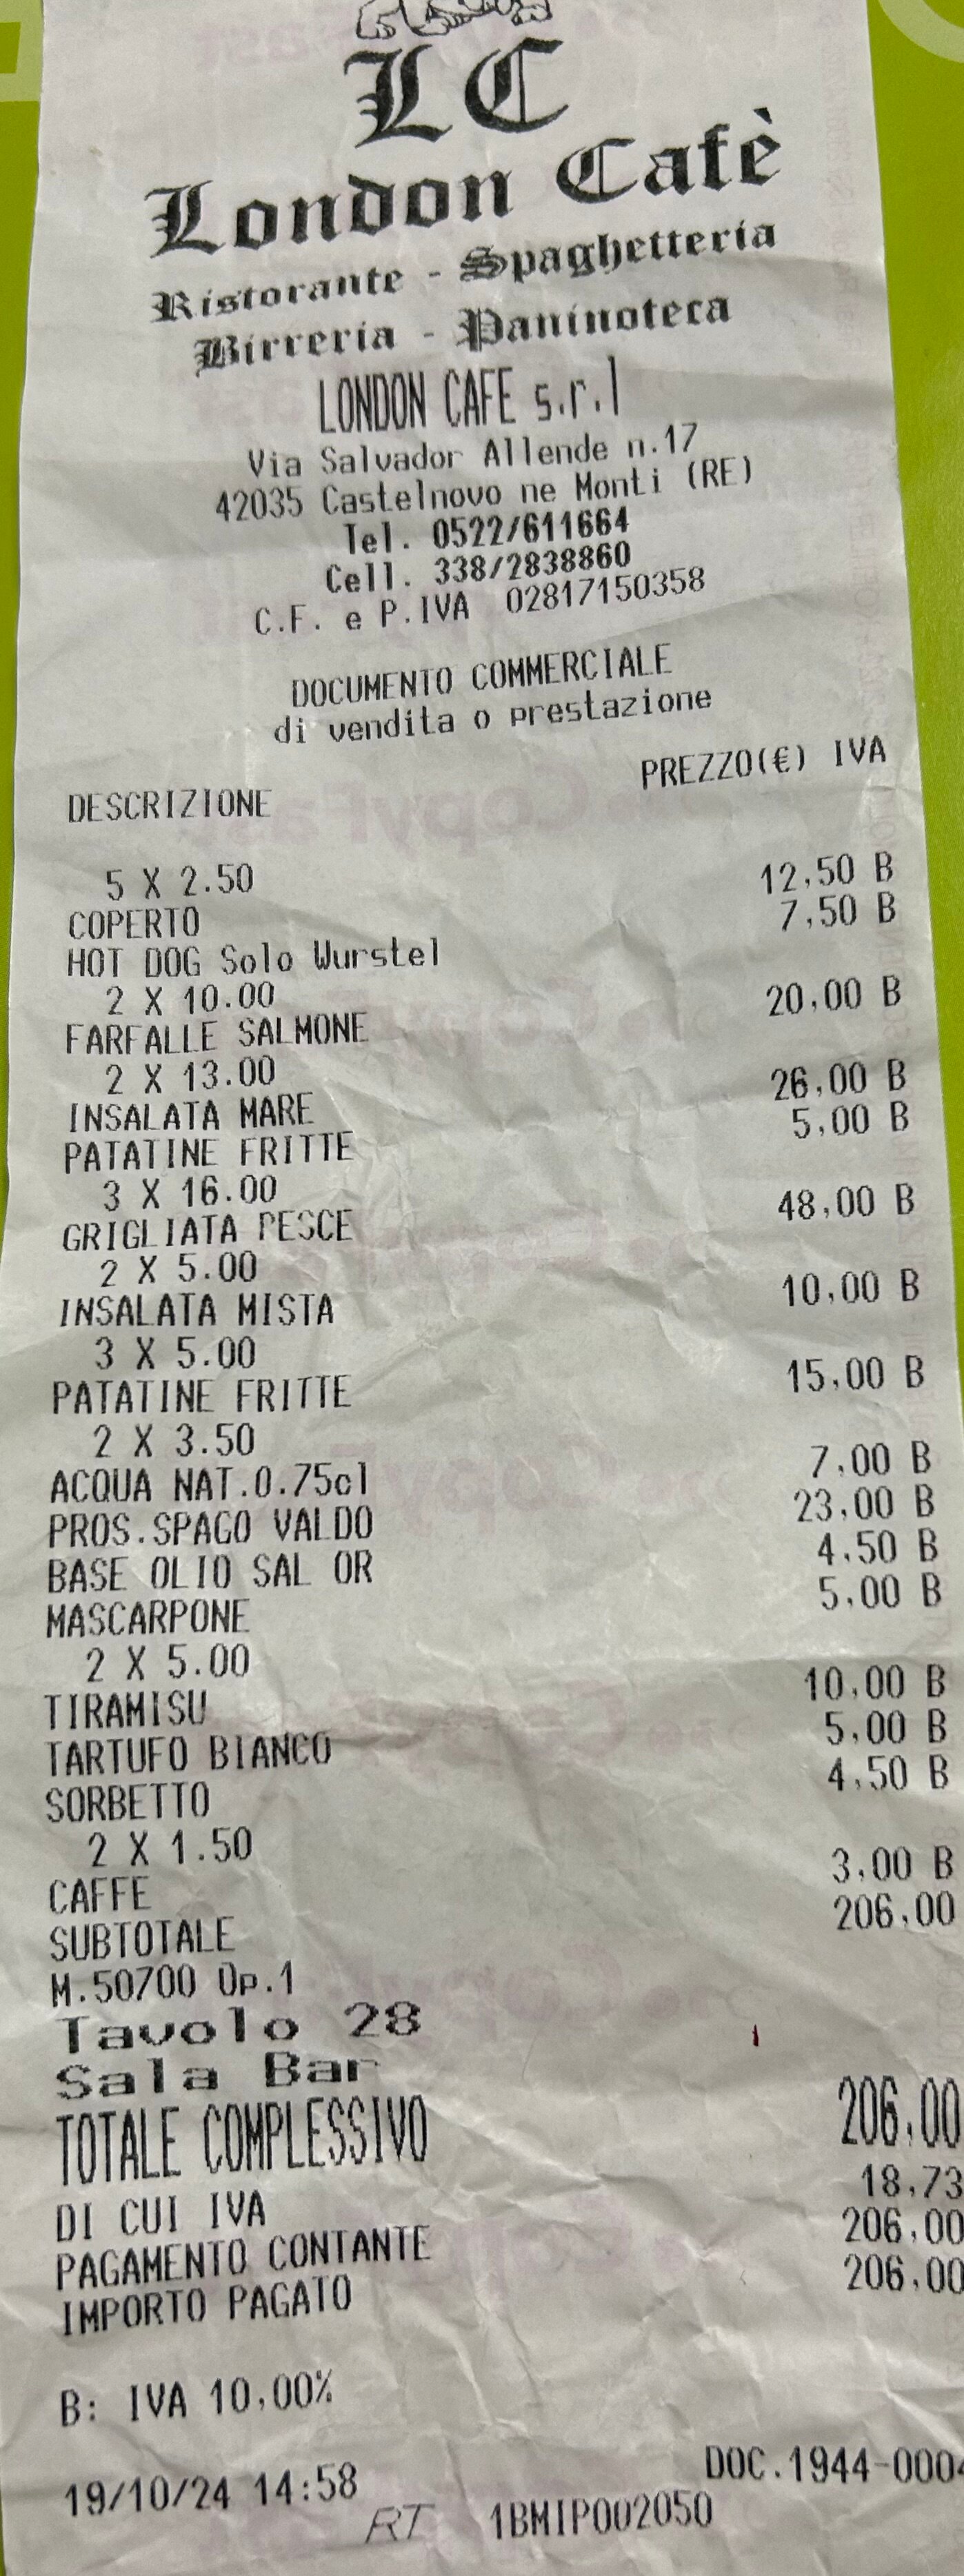 LC
London Cafè
Ristorante - Spaghetteria
Birreria - Paninoteca
LONDON CAFE s.r.l
Via Salvador Allende n.17
42035 Castelnovo ne Monti (RE)
Tel. 0522/611664
Cell. 338/2838860
C.F. e P.IVA 02817150358
DOCUMENTO COMMERCIALE
di vendita o prestazione
DESCRIZIONE PREZZO(€) IVA
5 X 2.50
COPERTO 12,50 B
HOT DOG Solo Wurstel 7,50 B
2 X 10.00
FARFALLE SALMONE 20,00 B
2 X 13.00
INSALATA MARE 26,00 B
PATATINE FRITTE 5,00 B
3 X 16.00
GRIGLIATA PESCE 48,00 B
2 X 5.00
INSALATA MISTA 10,00 B
3 X 5.00
PATATINE FRITTE 15,00 B
2 X 3.50
ACQUA NAT.0.75cl 7,00 B
PROS.SPAGO VALDO 23,00 B
BASE OLIO SAL OR 4,50 B
MASCARPONE 5,00 B
2 X 5.00
TIRAMISU 10,00 B
TARTUFO BIANCO 5,00 B
SORBETTO 4,50 B
2 X 1.50
CAFFE 3,00 B
SUBTOTALE 206,00
M.50700 Op.1
Tavolo 28
Sala Bar
TOTALE COMPLESSIVO 206,00
DI CUI IVA 18,73
PAGAMENTO CONTANTE 206,00
IMPORTO PAGATO 206,00
B: IVA 10,00%
19/10/24 14:58 DOC.1944-0004
RT 1BMIP002050